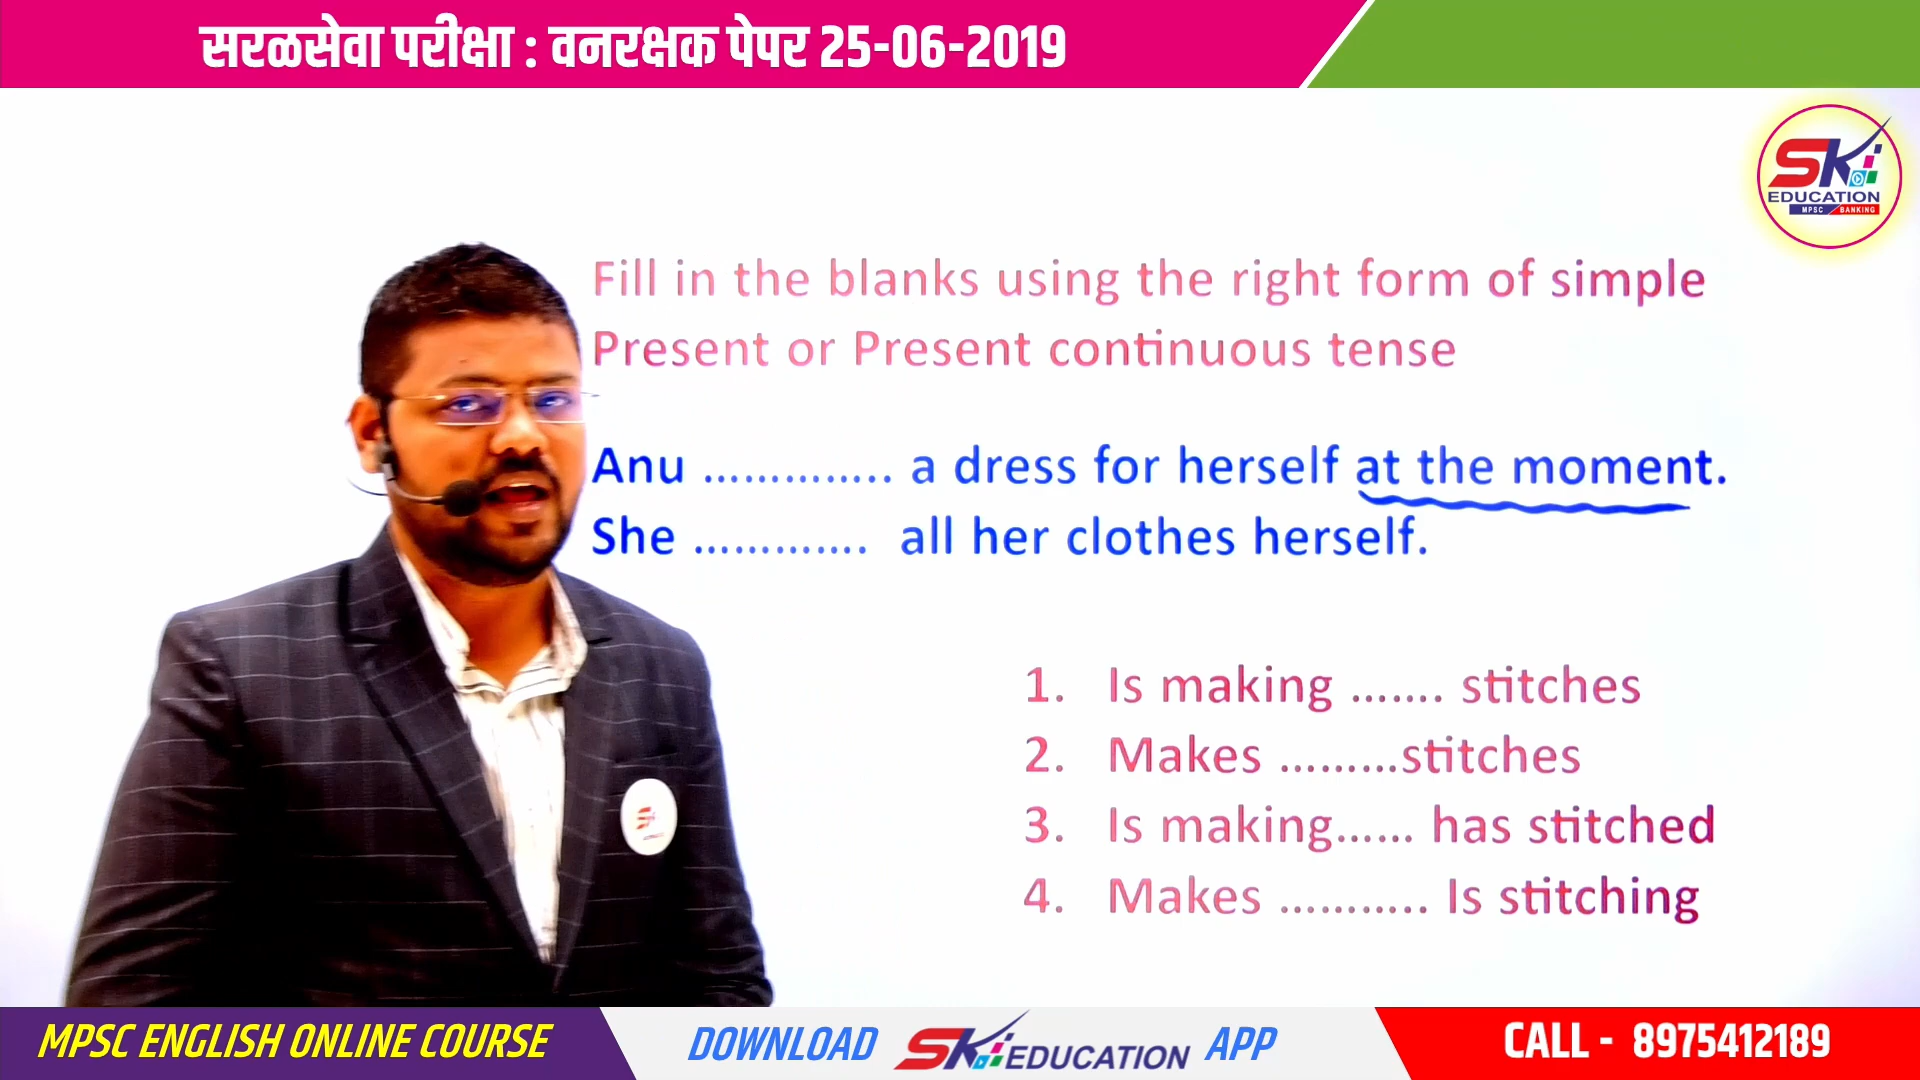 सरळसेवा परीक्षा : वनरक्षक पेपर 25-06-2019
SK
EDUCATION
MPSC BANKING
Fill in the blanks using the right form of simple
Present or Present continuous tense
Anu ………….. a dress for herself at the moment.
She …………. all her clothes herself.
1. Is making ……. stitches
2. Makes ………stitches
3. Is making…… has stitched
4. Makes ……….. Is stitching
MPSC ENGLISH ONLINE COURSE
DOWNLOAD SK EDUCATION APP
CALL - 8975412189